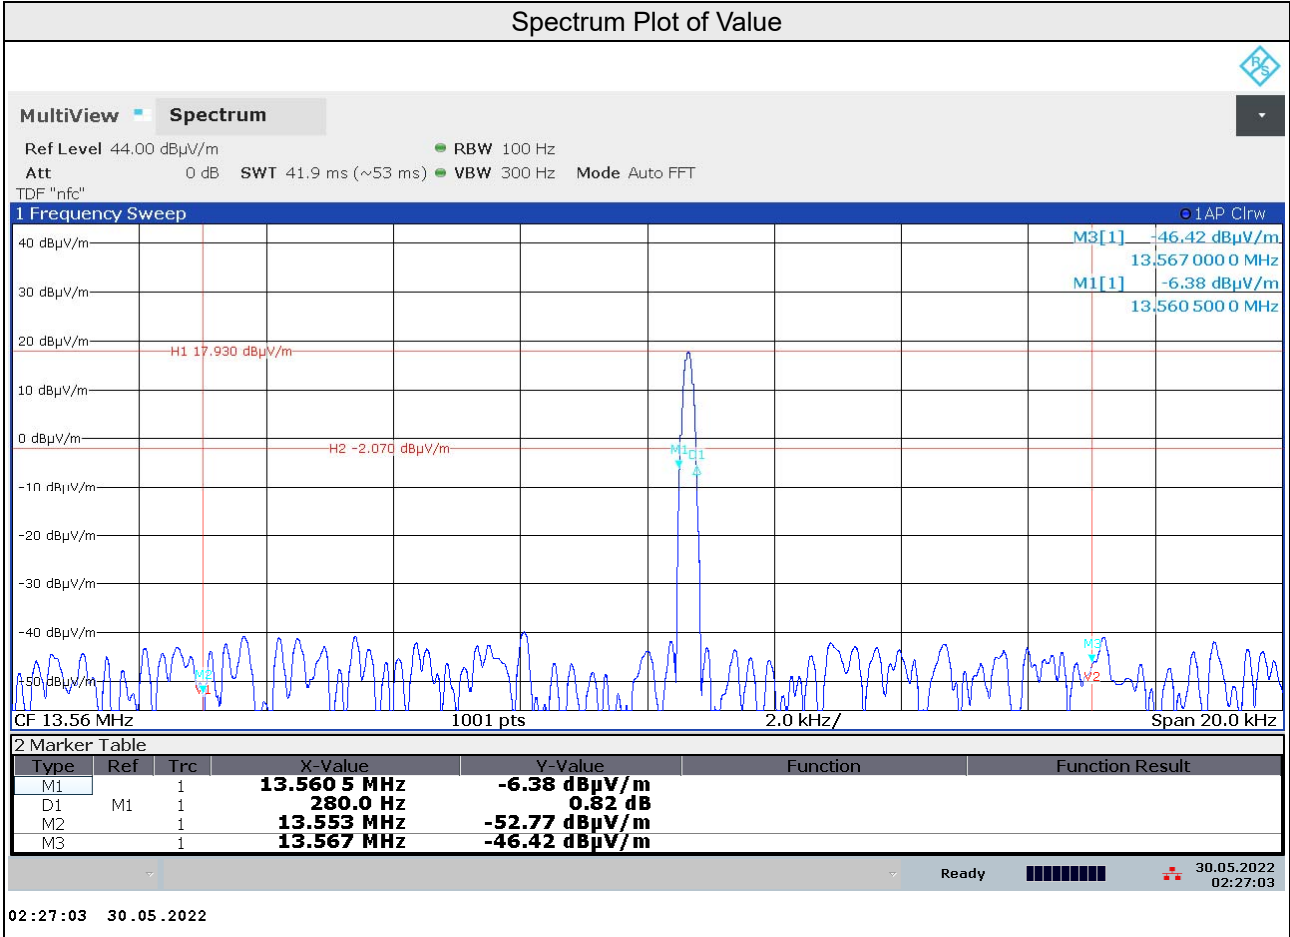 Spectrum Plot of Value
R/S
MultiView Spectrum
Ref Level 44.00 dBµV/m RBW 100 Hz
Att 0 dB SWT 41.9 ms (~53 ms) VBW 300 Hz Mode Auto FFT
TDF "nfc"
1 Frequency Sweep 1AP Clrw
M3[1] -46.42 dBµV/m
13.567 000 0 MHz
M1[1] -6.38 dBµV/m
13.560 500 0 MHz
40 dBµV/m
30 dBµV/m
20 dBµV/m
H1 17.930 dBµV/m
10 dBµV/m
0 dBµV/m
H2 -2.070 dBµV/m
M1
D1
-10 dBµV/m
-20 dBµV/m
-30 dBµV/m
-40 dBµV/m
M3
M2
-50 dBµV/m
V2
CF 13.56 MHz 1001 pts 2.0 kHz/ Span 20.0 kHz
2 Marker Table
Type Ref Trc X-Value Y-Value Function Function Result
M1 1 13.560 5 MHz -6.38 dBµV/m
D1 M1 1 280.0 Hz 0.82 dB
M2 1 13.553 MHz -52.77 dBµV/m
M3 1 13.567 MHz -46.42 dBµV/m
Ready 30.05.2022
02:27:03
02:27:03 30.05.2022